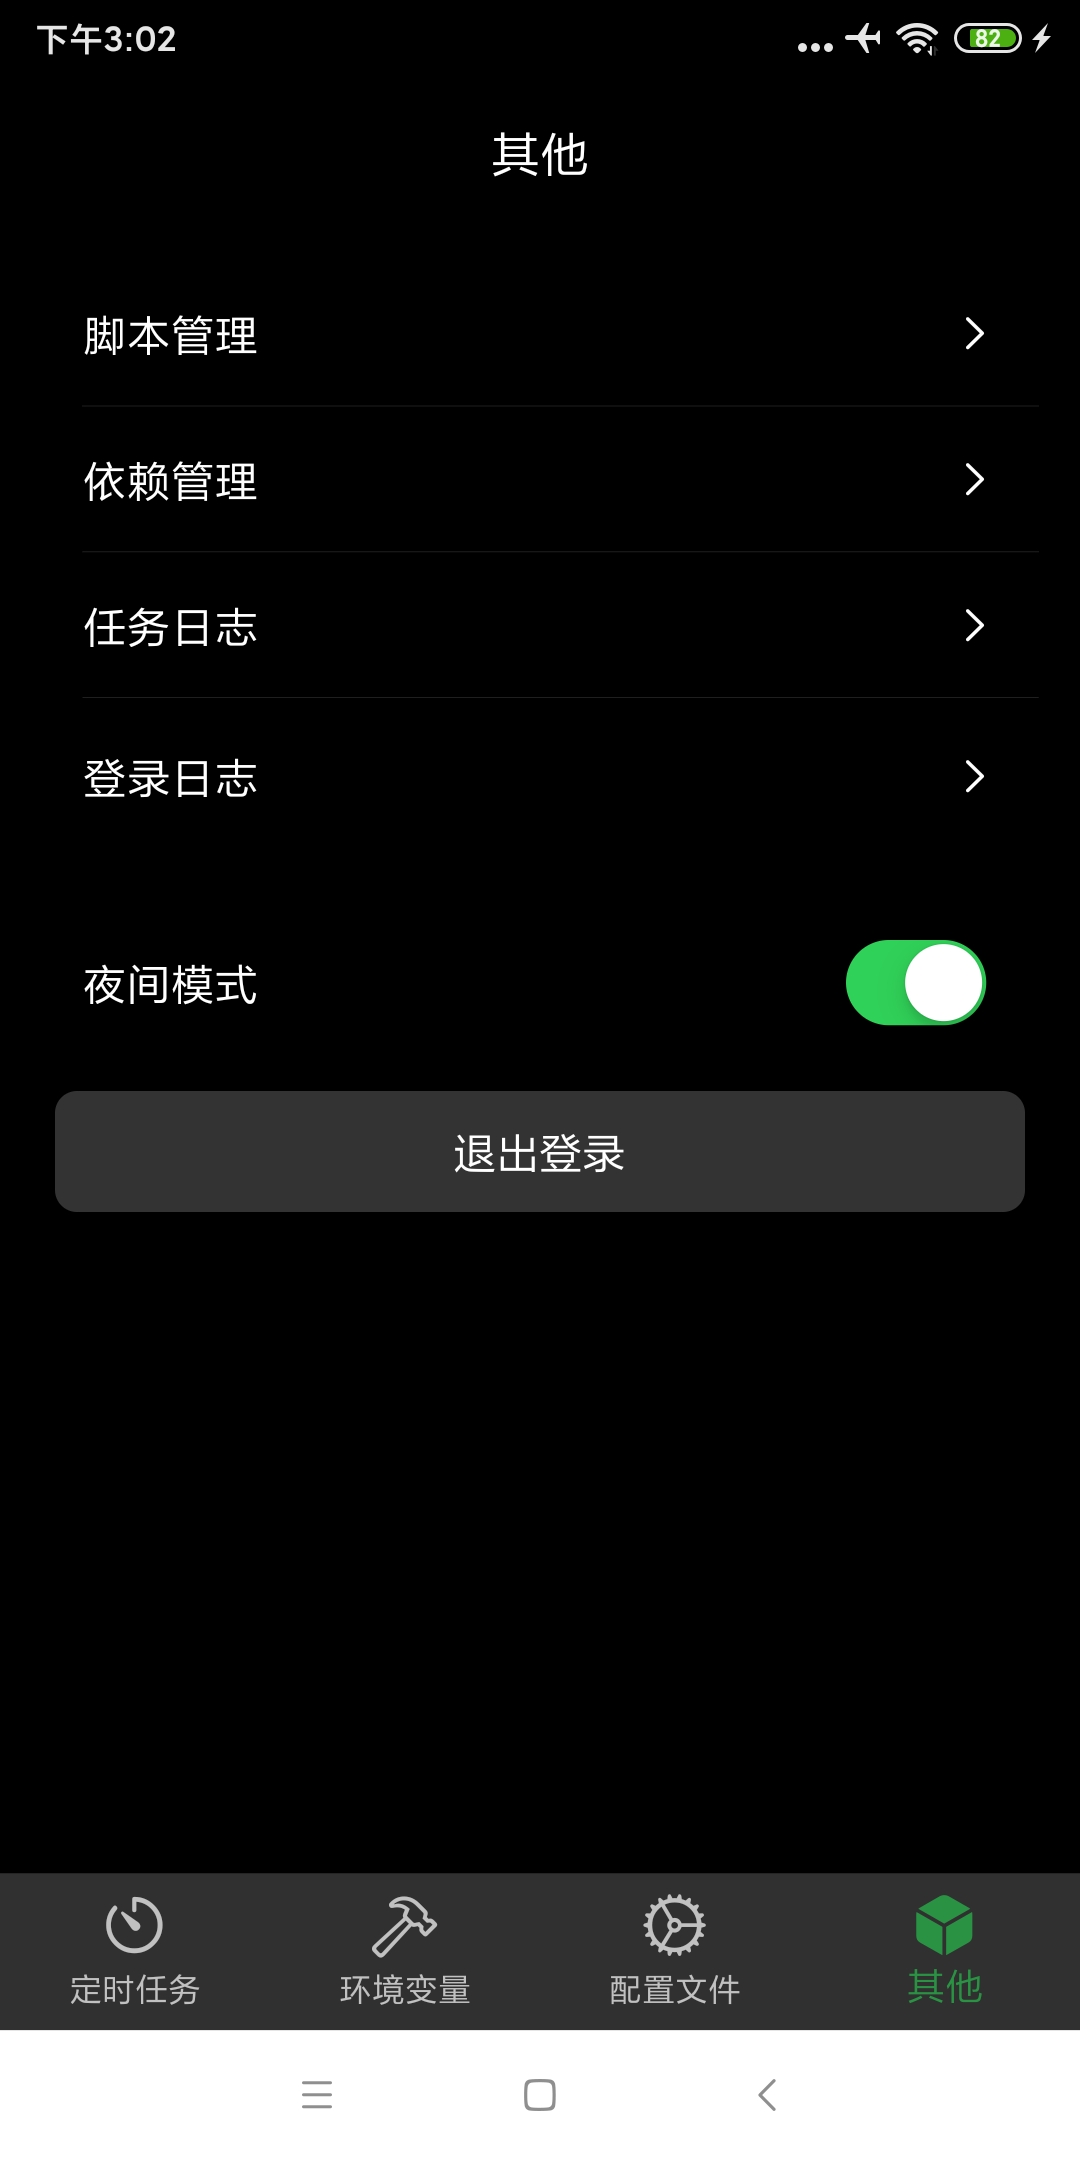 下午3:02
82
其他
脚本管理
依赖管理
任务日志
登录日志
夜间模式
退出登录
定时任务
环境变量
配置文件
其他